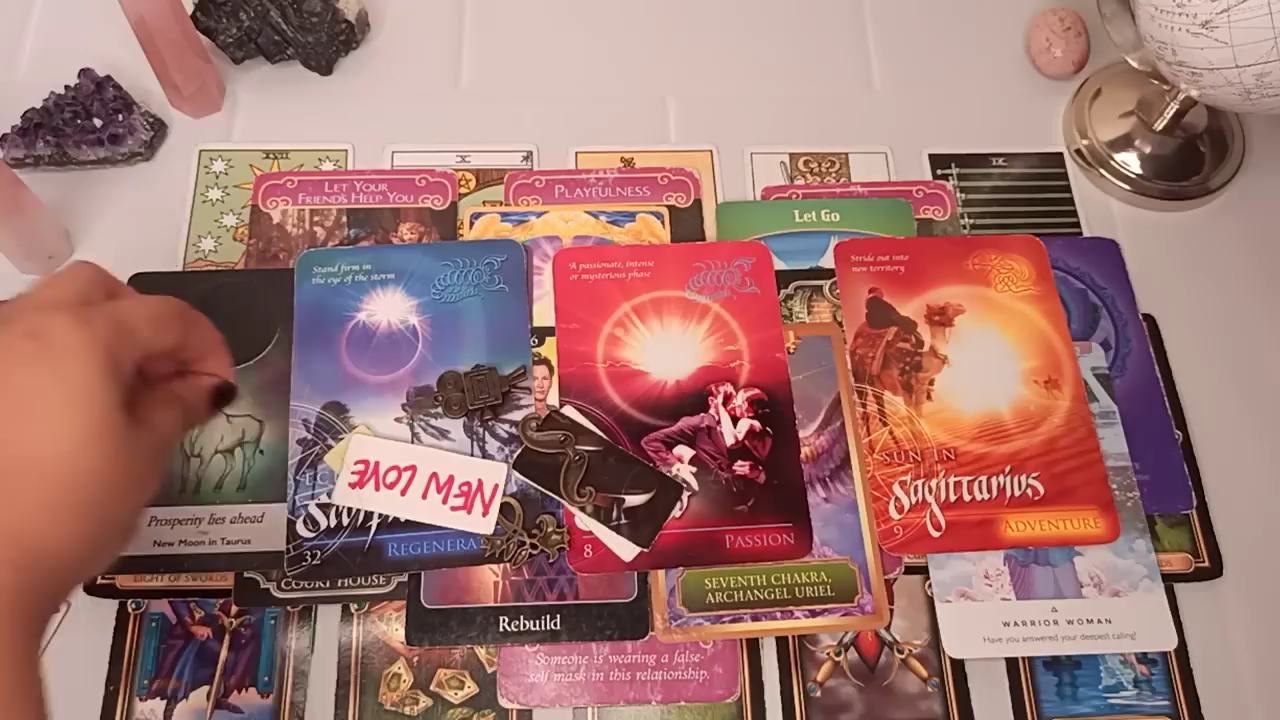 XVII
X
IX
LET YOUR
FRIENDS HELP YOU
PLAYFULNESS
Let Go
Stand firm in
the eye of the storm
A passionate, intense
or mysterious phase
Stride out into
new territory
6
NEW LOVE
SUN IN
Sagittarius
9
ADVENTURE
Prosperity lies ahead
New Moon in Taurus
32
8
PASSION
EIGHT OF SWORDS
COURT HOUSE
SEVENTH CHAKRA,
ARCHANGEL URIEL
Rebuild
WARRIOR WOMAN
Have you answered your deepest calling?
Someone is wearing a false-
self mask in this relationship.